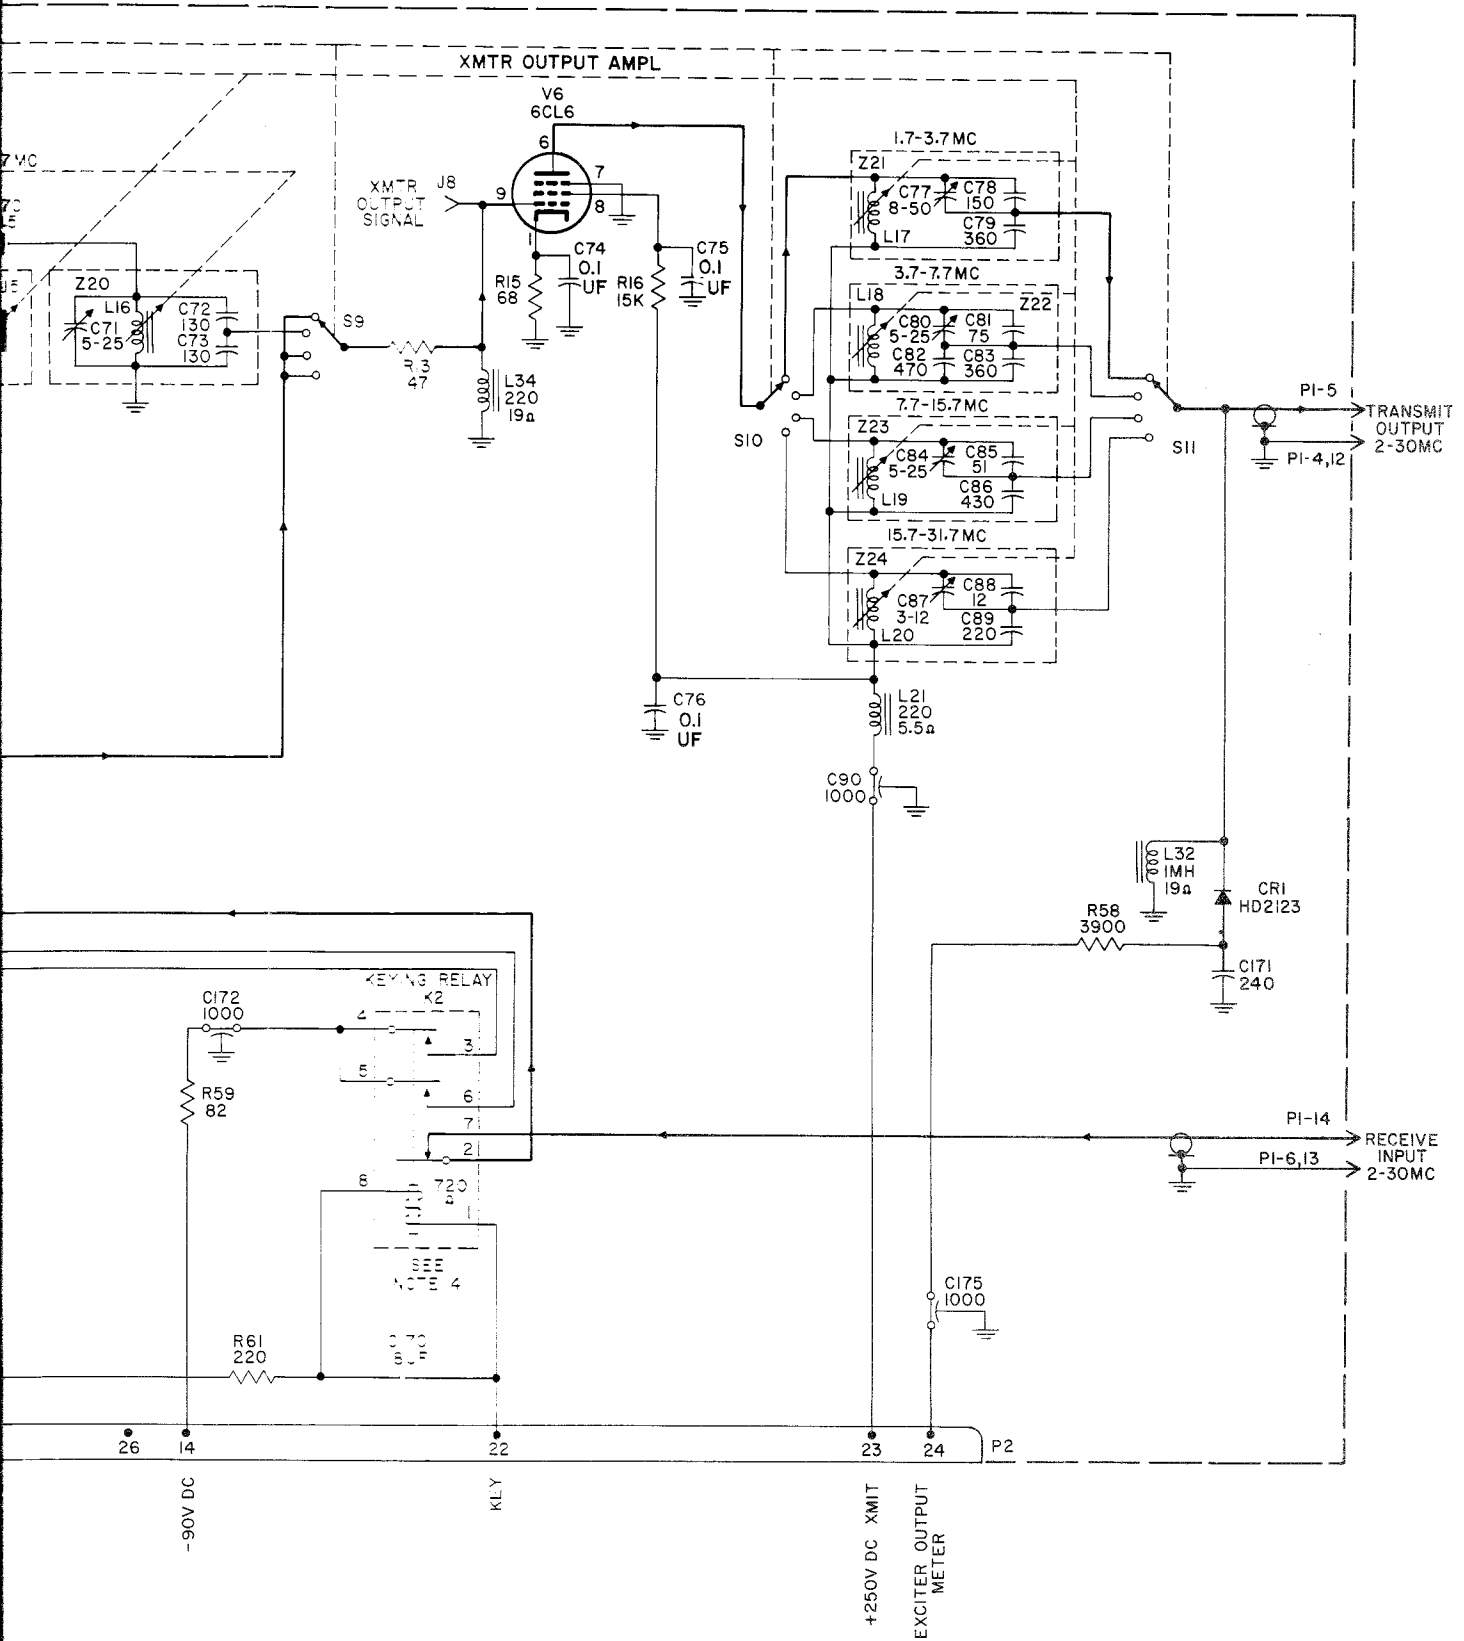 XMTR OUTPUT AMPL
V6
6CL6
6
7
8
9
1
XMTR
OUTPUT
SIGNAL
J8
7MC
Z20
L16
C71
5-25
C72
130
C73
130
S9
R13
47
L34
220
19Ω
R15
68
C74
0.1
UF
R16
15K
C75
0.1
UF
1.7-3.7MC
Z21
C77
8-50
C78
150
C79
360
L17
3.7-7.7MC
L18
Z22
C80
5-25
C81
75
C82
470
C83
360
7.7-15.7MC
Z23
C84
5-25
C85
51
C86
430
L19
15.7-31.7MC
Z24
C87
3-12
C88
12
C89
220
L20
S10
S11
P1-5
TRANSMIT
OUTPUT
2-30MC
P1-4,12
C76
0.1
UF
L21
220
5.5Ω
C90
1000
L32
1MH
19Ω
CR1
HD2123
R58
3900
C171
240
KEYING RELAY
K2
C172
1000
4
3
5
6
7
2
8
720
Ω
1
R59
82
SEE
NOTE 4
P1-14
RECEIVE
INPUT
2-30MC
P1-6,13
C175
1000
R61
220
26
14
22
23
24
P2
-90V DC
KEY
+250V DC XMIT
EXCITER OUTPUT
METER